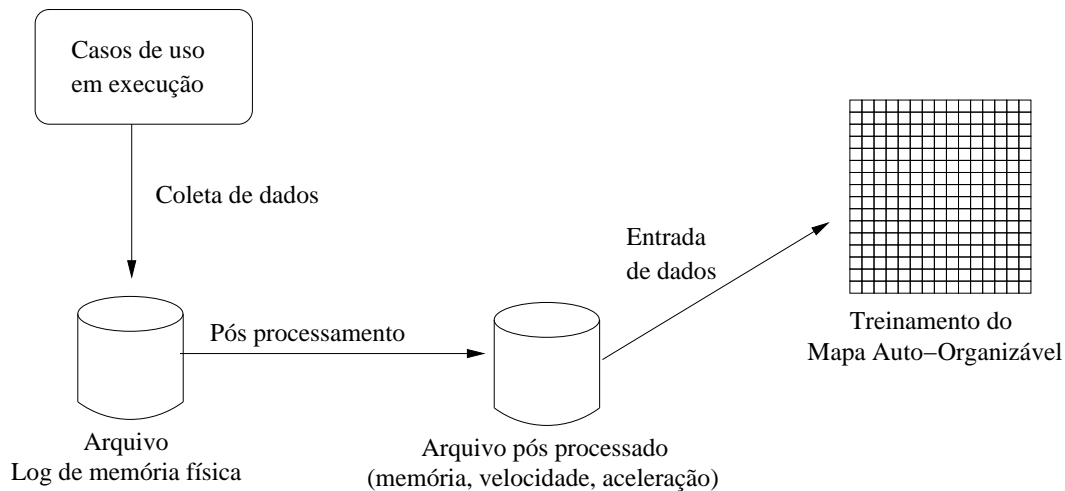 Casos de uso
em execução
Coleta de dados
Entrada
de dados
Pós processamento
Treinamento do
Mapa Auto−Organizável
Arquivo
Log de memória física
Arquivo pós processado
(memória, velocidade, aceleração)